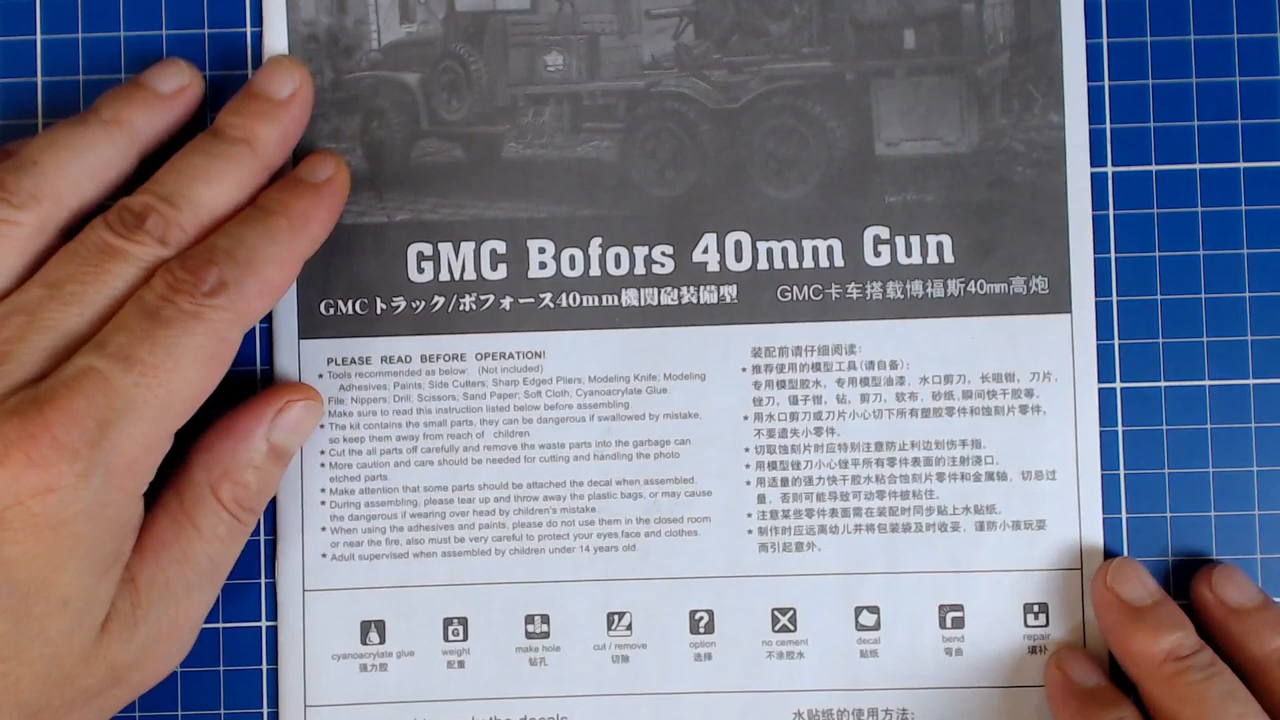 GMC Bofors 40mm Gun
GMCトラック/ボフォース40mm機関砲装備型
GMC卡车搭载博福斯40mm高炮
PLEASE READ BEFORE OPERATION!
* Tools recommended as below: (Not included)
Adhesives; Paints; Side Cutters; Sharp Edged Pliers; Modeling Knife; Modeling
File; Nippers; Drill; Scissors; Sand Paper; Soft Cloth; Cyanoacrylate Glue.
* Make sure to read this instruction listed below before assembling.
* The kit contains the small parts, they can be dangerous if swallowed by mistake,
so keep them away from reach of children.
* Cut the all parts off carefully and remove the waste parts into the garbage can.
* More caution and care should be needed for cutting and handling the photo
etched parts.
* Make attention that some parts should be attached the decal when assembled.
* During assembling, please tear up and throw away the plastic bags, or may cause
the dangerous if wearing over head by children's mistake.
* When using the adhesives and paints, please do not use them in the closed room
or near the fire, also must be very careful to protect your eyes,face and clothes.
* Adult supervised when assembled by children under 14 years old.
装配前请仔细阅读:
* 推荐使用的模型工具(请自备):
专用模型胶水, 专用模型油漆, 水口剪刀, 长咀钳, 刀片,
锉刀, 镊子钳, 钻, 剪刀, 软布, 砂纸,瞬间快干胶等。
* 用水口剪刀或刀片小心切下所有塑胶零件和蚀刻片零件,
不要遗失小零件。
* 切取蚀刻片时应特别注意防止利边划伤手指。
* 用模型锉刀小心锉平所有零件表面的注射浇口。
* 用适量的强力快干胶水粘合蚀刻片零件和金属轴, 切忌过
量, 否则可能导致可动零件被粘住。
* 注意某些零件表面需在装配时同步贴上水贴纸。
* 制作时应远离幼儿并将包装袋及时收妥, 谨防小孩玩耍
而引起意外。
cyanoacrylate glue
强力胶
G
weight
配重
make hole
钻孔
cut / remove
切除
?
option
选择
no cement
不涂胶水
decal
贴纸
bend
弯曲
repair
填补
the decals
水贴纸的使用方法: